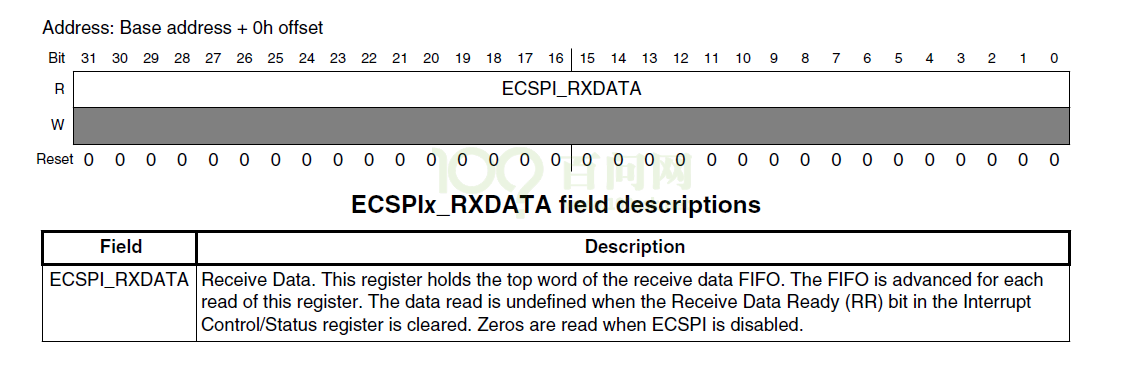 Address: Base address + 0h offset
Bit 31 30 29 28 27 26 25 24 23 22 21 20 19 18 17 16 15 14 13 12 11 10 9 8 7 6 5 4 3 2 1 0
R ECSPI_RXDATA
W
Reset 0 0 0 0 0 0 0 0 0 0 0 0 0 0 0 0 0 0 0 0 0 0 0 0 0 0 0 0 0 0 0 0
100 百问网
ECSPIx_RXDATA field descriptions
Field Description
ECSPI_RXDATA Receive Data. This register holds the top word of the receive data FIFO. The FIFO is advanced for each
read of this register. The data read is undefined when the Receive Data Ready (RR) bit in the Interrupt
Control/Status register is cleared. Zeros are read when ECSPI is disabled.